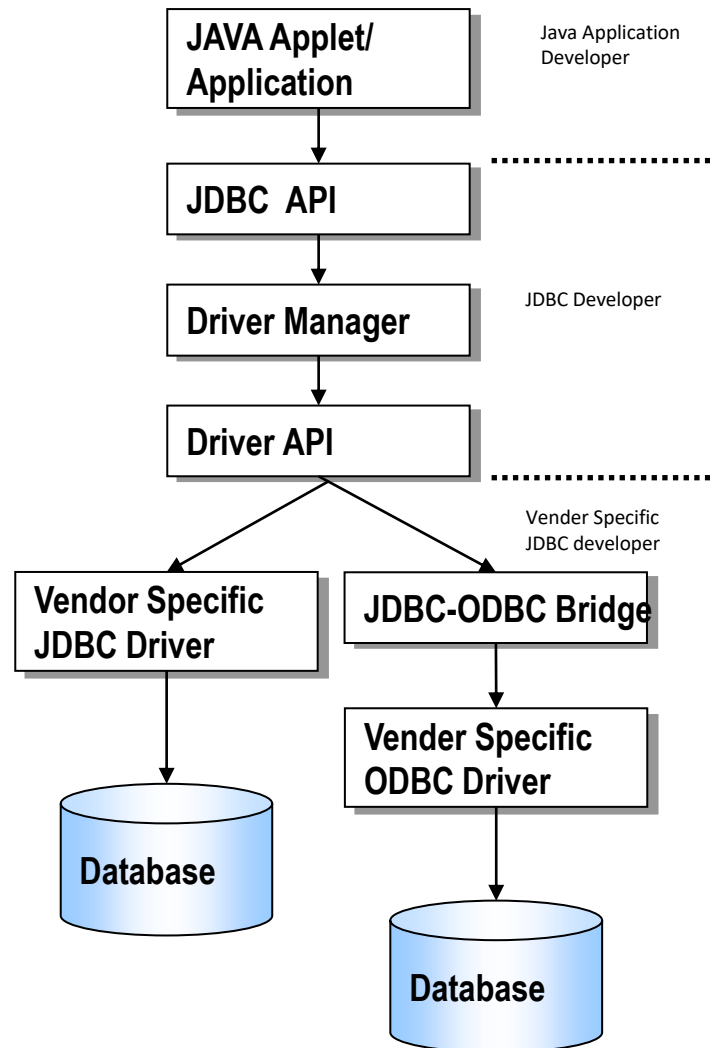 JAVA Applet/
Application
Java Application
Developer
JDBC API
Driver Manager
JDBC Developer
Driver API
Vender Specific
JDBC developer
Vendor Specific
JDBC Driver
JDBC-ODBC Bridge
Vender Specific
ODBC Driver
Database
Database